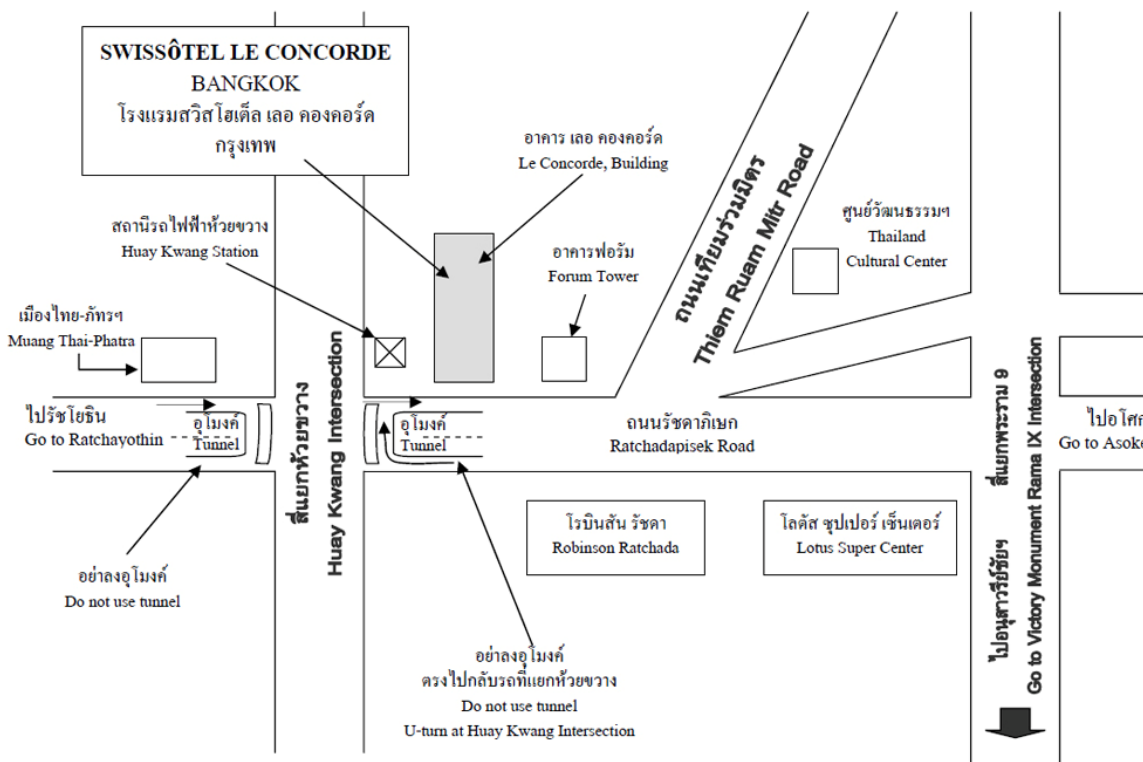 SWISSÔTEL LE CONCORDE
BANGKOK
โรงแรมสวิสโฮเต็ล เลอ คองคอร์ด
กรุงเทพ
อาคาร เลอ คองคอร์ด
Le Concorde, Building
สถานีรถไฟฟ้าห้วยขวาง
Huay Kwang Station
อาคารฟอรัม
Forum Tower
ถนนเทียมร่วมมิตร
Thiem Ruam Mitr Road
ศูนย์วัฒนธรรมฯ
Thailand
Cultural Center
เมืองไทย-ภัทรฯ
Muang Thai-Phatra
ไปรัชโยธิน
Go to Ratchayothin
อุโมงค์
Tunnel
สี่แยกห้วยขวาง
Huay Kwang Intersection
อุโมงค์
Tunnel
ถนนรัชดาภิเษก
Ratchadapisek Road
สี่แยกพระราม 9
ไปอนุสาวรีย์ชัยฯ
Go to Victory Monument Rama IX Intersection
ไปอโศก
Go to Asoke
โรบินสัน รัชดา
Robinson Ratchada
โลตัส ซุปเปอร์ เซ็นเตอร์
Lotus Super Center
อย่าลงอุโมงค์
Do not use tunnel
อย่าลงอุโมงค์
ตรงไปกลับรถที่แยกห้วยขวาง
Do not use tunnel
U-turn at Huay Kwang Intersection